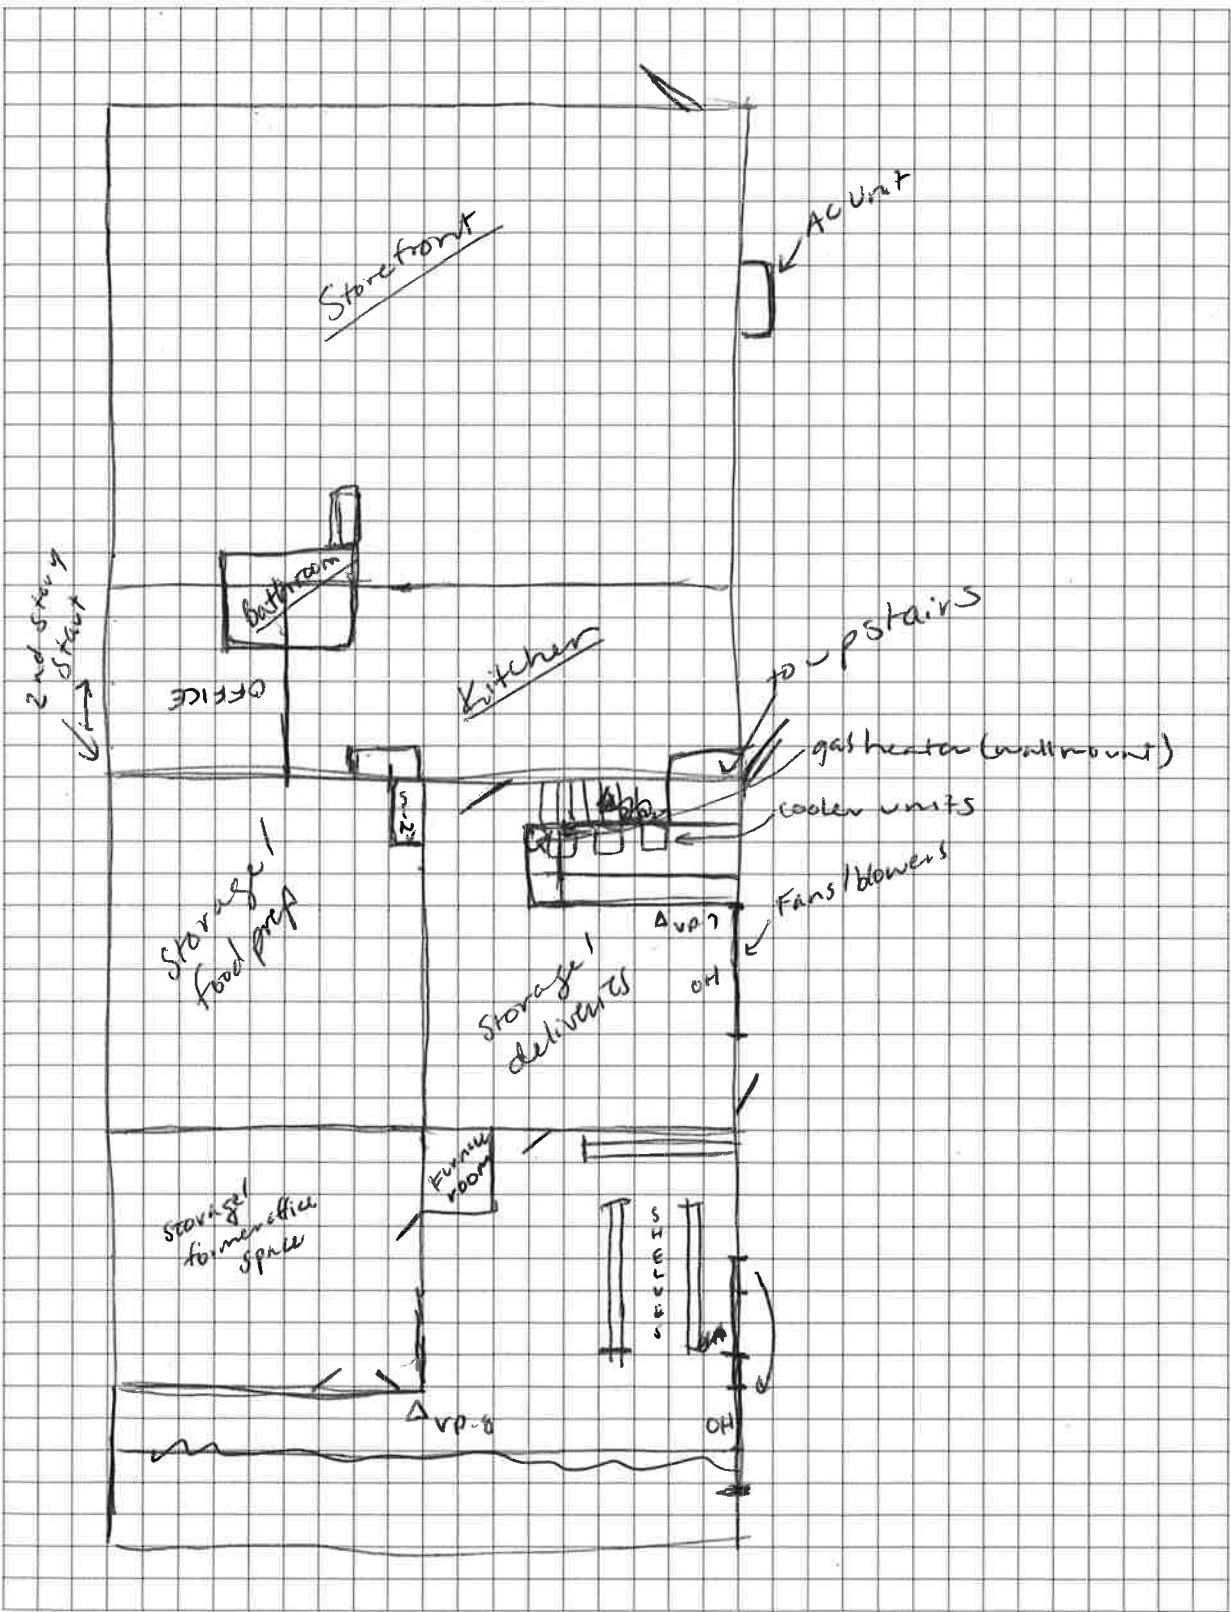 AC Unit
Storefront
2nd Story
Start
Bathroom
to upstairs
OFFICE
Kitchen
gas heater (wallmount)
cooler units
Fans/blowers
Storage/
food prep
VP-7
OH
Storage/
deliveries
Furnace
room
Storage/
former office
space
SHELVES
VP-8
OH